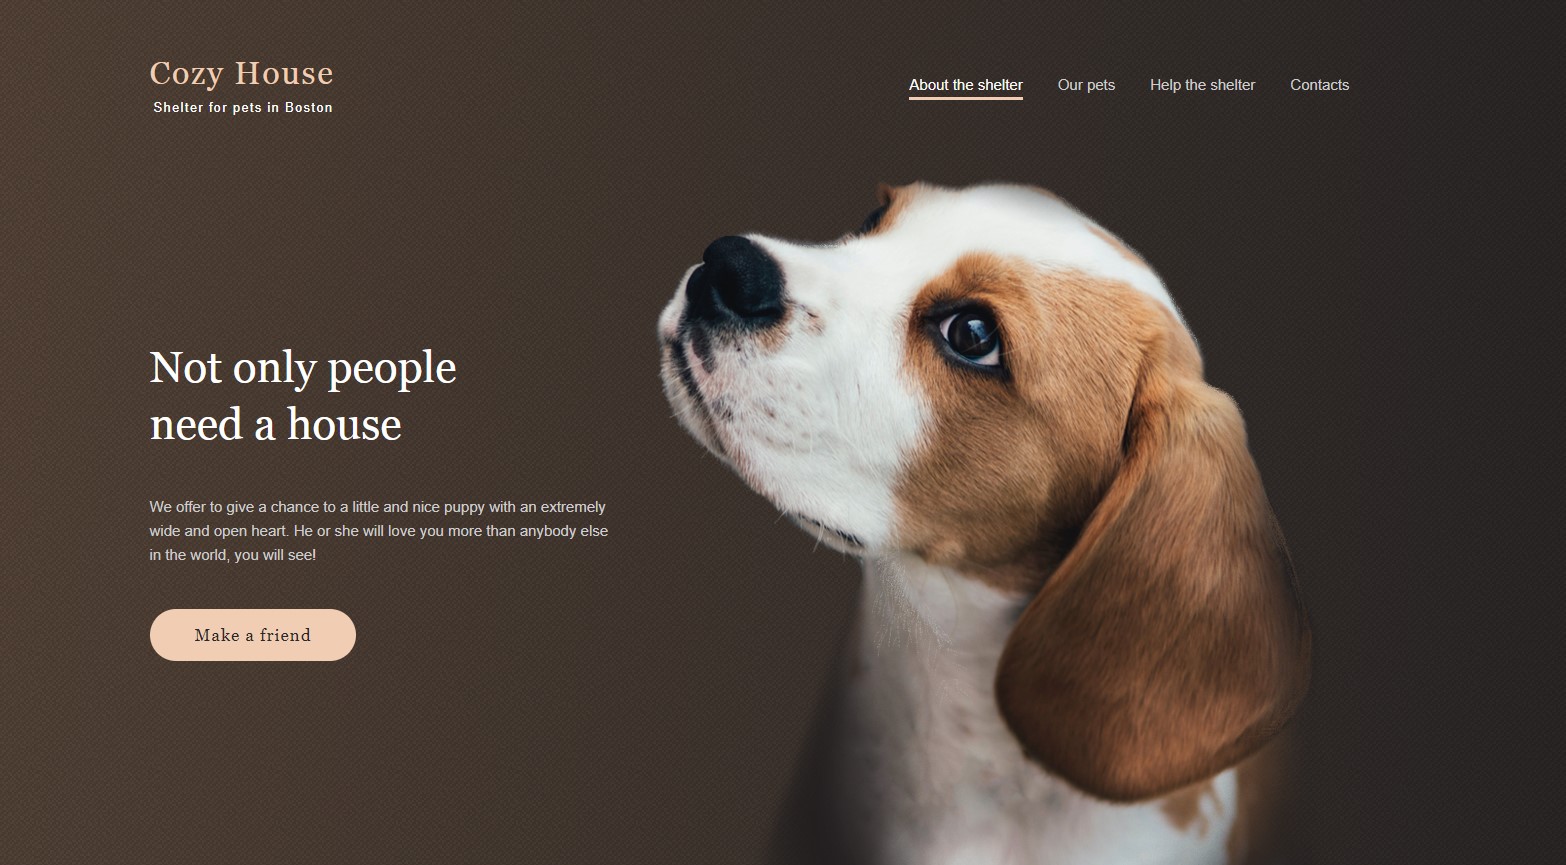 Cozy House
Shelter for pets in Boston
About the shelter
Our pets
Help the shelter
Contacts
Not only people
need a house
We offer to give a chance to a little and nice puppy with an extremely
wide and open heart. He or she will love you more than anybody else
in the world, you will see!
Make a friend